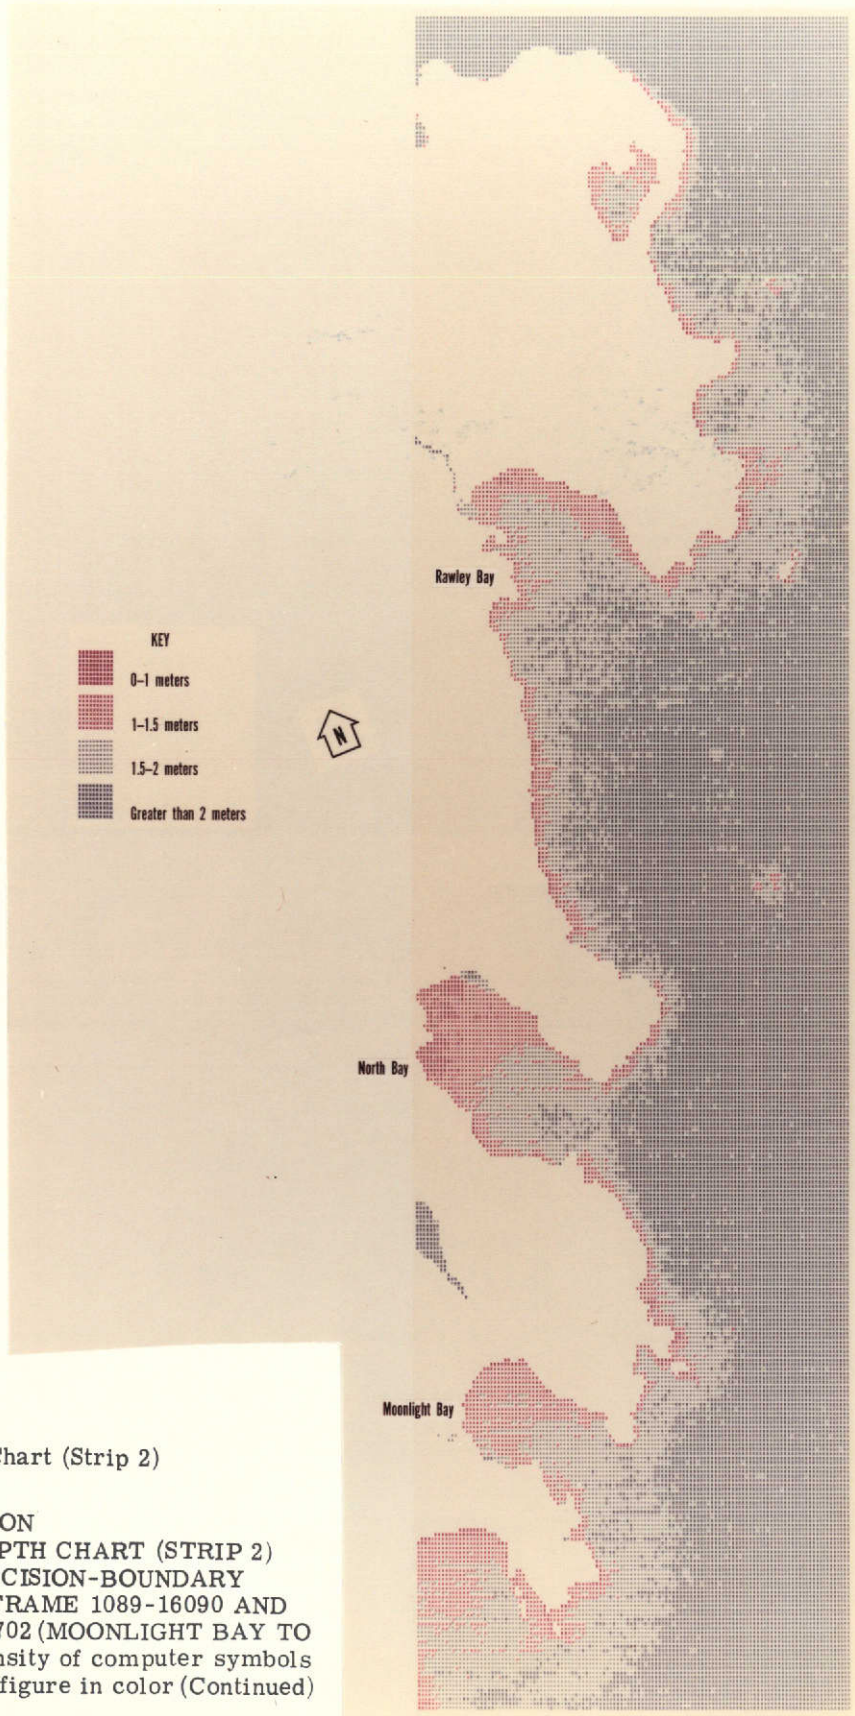 Rawley Bay
KEY
0–1 meters
1–1.5 meters
1.5–2 meters
Greater than 2 meters
N
North Bay
Moonlight Bay
Chart (Strip 2)
ON
PTH CHART (STRIP 2)
CISION-BOUNDARY
FRAME 1089-16090 AND
702 (MOONLIGHT BAY TO
nsity of computer symbols
figure in color (Continued)